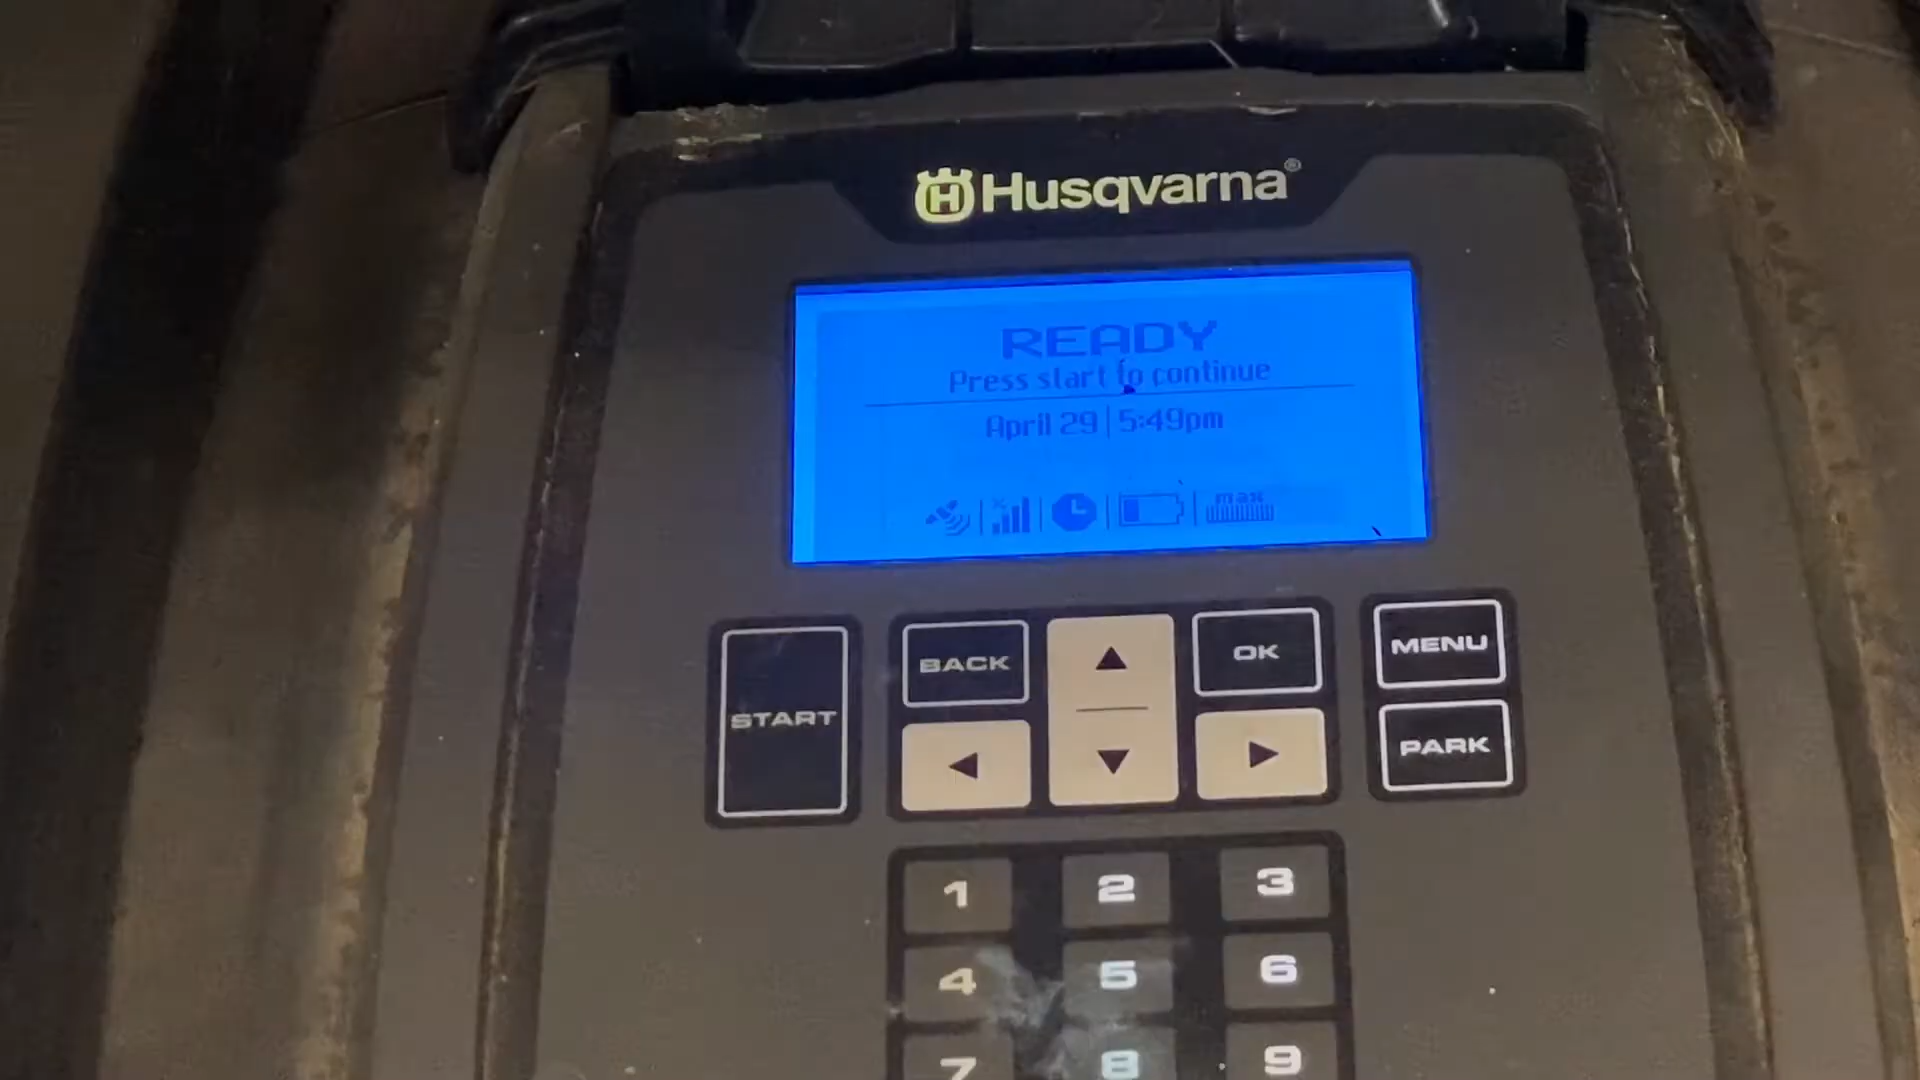 Husqvarna®
READY
Press start to continue
April 29 | 5:49pm
max
START
BACK
OK
MENU
PARK
1 2 3
4 5 6
7 8 9